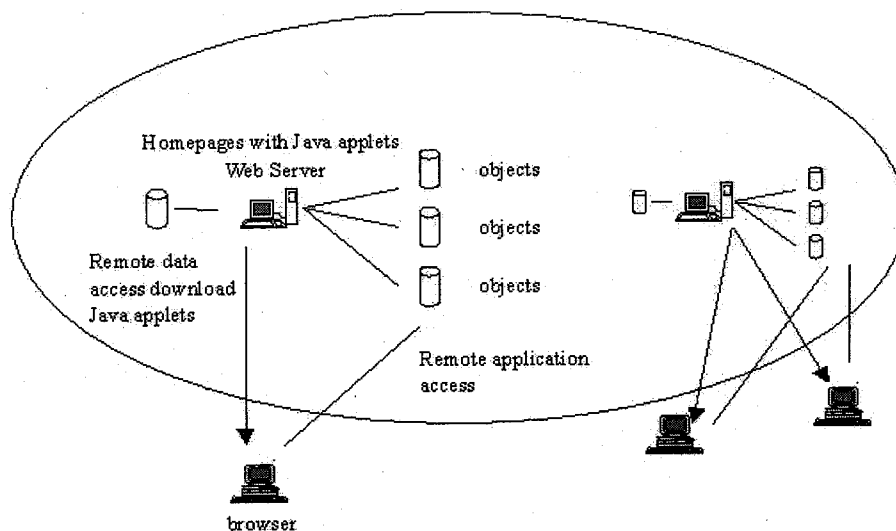 Homepages with Java applets
Web Server
objects
objects
objects
Remote data
access download
Java applets
Remote application
access
browser